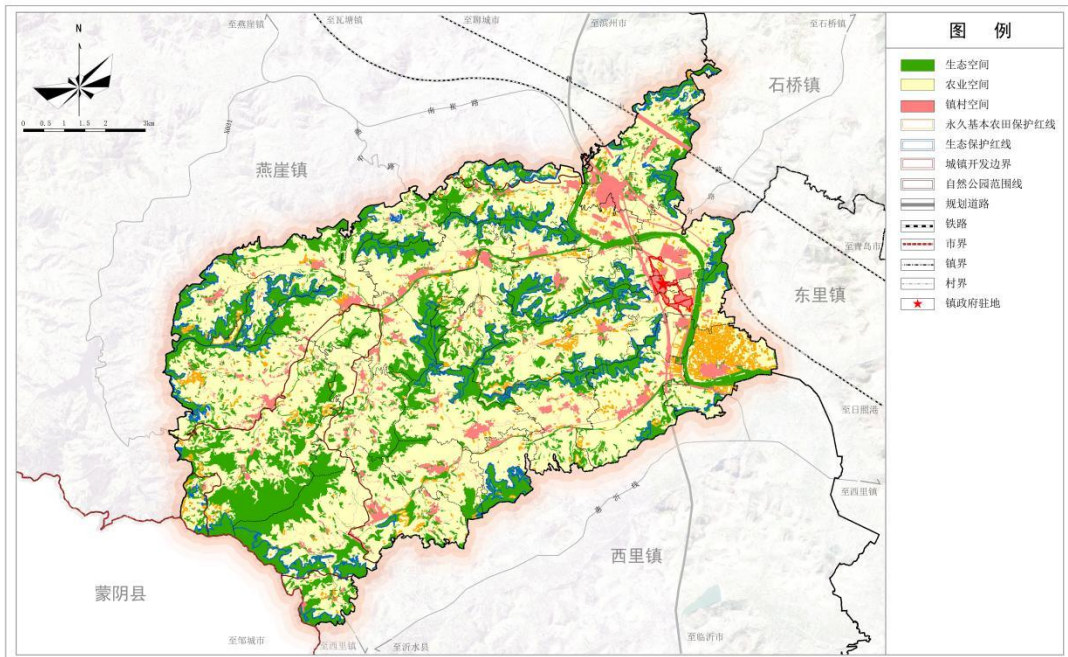 至燕崖镇
至瓦塘镇
至聊城市
至滨州市
至石桥镇
N
0 0.5 1 1.5 2 3km
石桥镇
南崔路
燕崖镇
至青岛市
东里镇
至日照港
至西里镇
西里镇
蒙阴县
至邹城市
至西里镇
至沂水县
至临沂市
图 例
生态空间
农业空间
镇村空间
永久基本农田保护红线
生态保护红线
城镇开发边界
自然公园范围线
规划道路
铁路
市界
镇界
村界
镇政府驻地